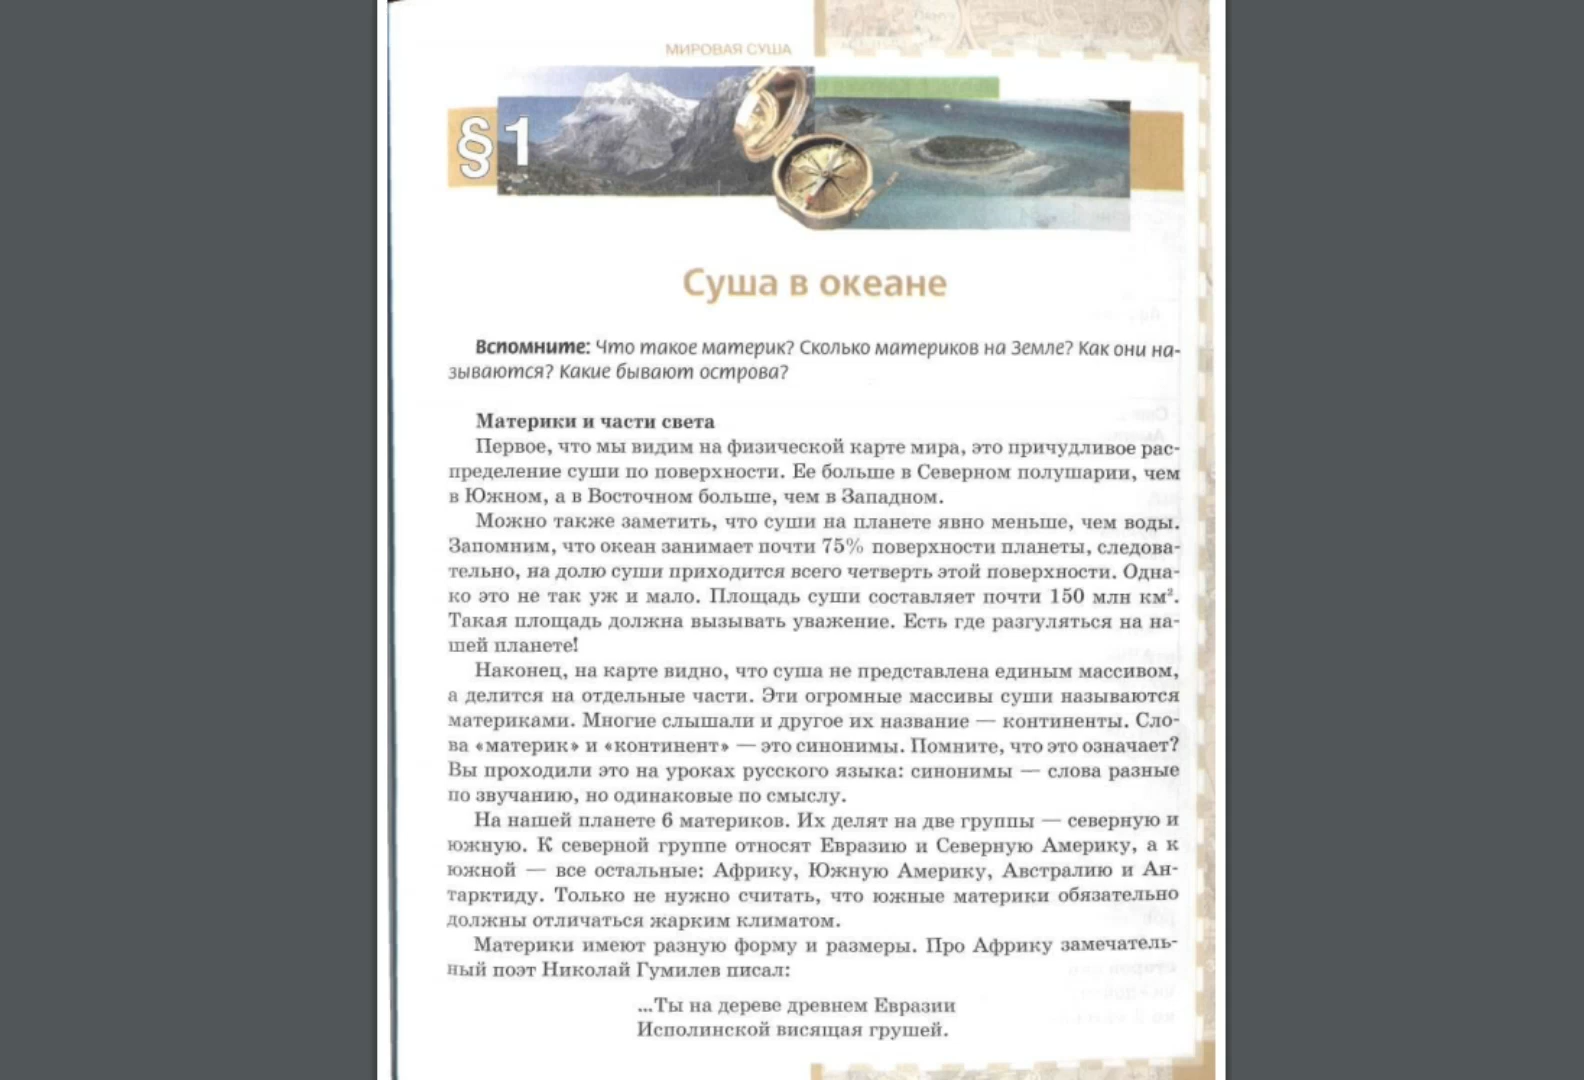 МИРОВАЯ СУША
§1
Суша в океане
Вспомните: Что такое материк? Сколько материков на Земле? Как они на-
зываются? Какие бывают острова?
Материки и части света
Первое, что мы видим на физической карте мира, это причудливое рас-
пределение суши по поверхности. Ее больше в Северном полушарии, чем
в Южном, а в Восточном больше, чем в Западном.
Можно также заметить, что суши на планете явно меньше, чем воды.
Запомним, что океан занимает почти 75% поверхности планеты, следова-
тельно, на долю суши приходится всего четверть этой поверхности. Одна-
ко это не так уж и мало. Площадь суши составляет почти 150 млн км².
Такая площадь должна вызывать уважение. Есть где разгуляться на на-
шей планете!
Наконец, на карте видно, что суша не представлена единым массивом,
а делится на отдельные части. Эти огромные массивы суши называются
материками. Многие слышали и другое их название — континенты. Сло-
ва «материк» и «континент» — это синонимы. Помните, что это означает?
Вы проходили это на уроках русского языка: синонимы — слова разные
по звучанию, но одинаковые по смыслу.
На нашей планете 6 материков. Их делят на две группы — северную и
южную. К северной группе относят Евразию и Северную Америку, а к
южной — все остальные: Африку, Южную Америку, Австралию и Ан-
тарктиду. Только не нужно считать, что южные материки обязательно
должны отличаться жарким климатом.
Материки имеют разную форму и размеры. Про Африку замечатель-
ный поэт Николай Гумилев писал:
...Ты на дереве древнем Евразии
Исполинской висящая грушей.